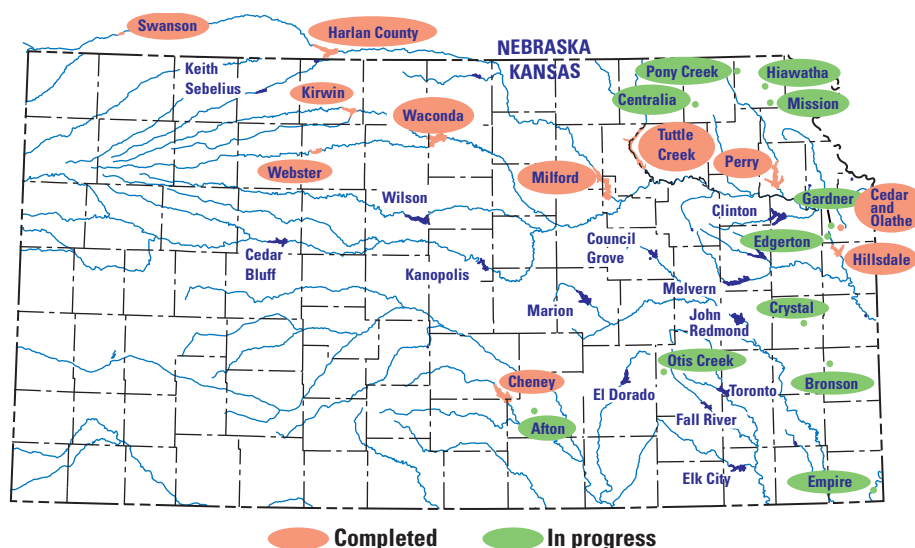 Swanson
Harlan County
NEBRASKA
KANSAS
Keith
Sebelius
Kirwin
Pony Creek
Hiawatha
Centralia
Mission
Waconda
Tuttle
Creek
Perry
Webster
Milford
Gardner
Cedar
and
Olathe
Wilson
Clinton
Cedar
Bluff
Council
Grove
Edgerton
Hillsdale
Kanopolis
Melvern
Marion
John
Redmond
Crystal
Otis Creek
Cheney
El Dorado
Toronto
Bronson
Afton
Fall River
Elk City
Empire
Completed
In progress